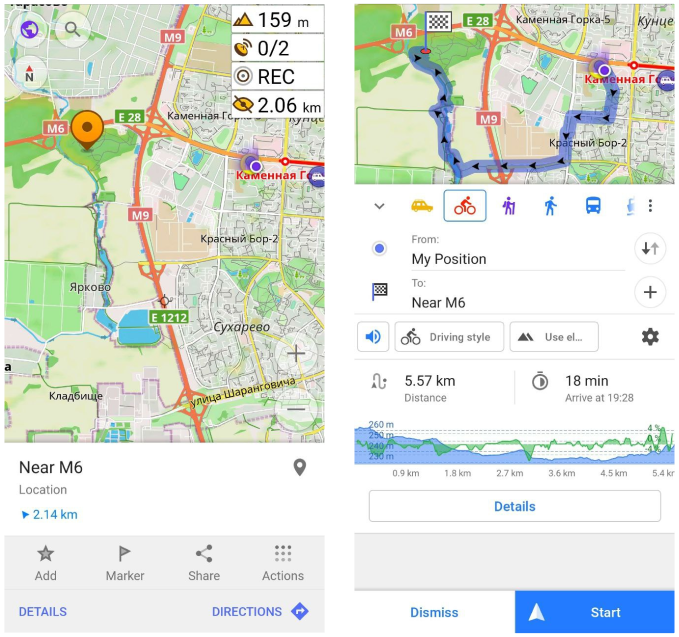 159 m
M9
0/2
N
REC
E 28
2.06 km
M6
Каменная Горка-5
Каменная Го
M9
Красный Бор-2
Ярково
E 1212
Сухарево
а
Кладбище
улица Шаранговича
+
Near M6
Location
2.14 km
Add
Marker
Share
Actions
DETAILS
DIRECTIONS
E 28
Каменная Горка-5
Кунце
M6
Каменная Го
M9
Красный Бор-2
From:
My Position
To:
Near M6
+
Driving style
Use el...
5.57 km
Distance
18 min
Arrive at 19:28
260 m
250 m
240 m
230 m
4 %
0 %
-4 %
0.9 km
1.8 km
2.7 km
3.6 km
4.5 km
5.4 kr
Details
Dismiss
Start